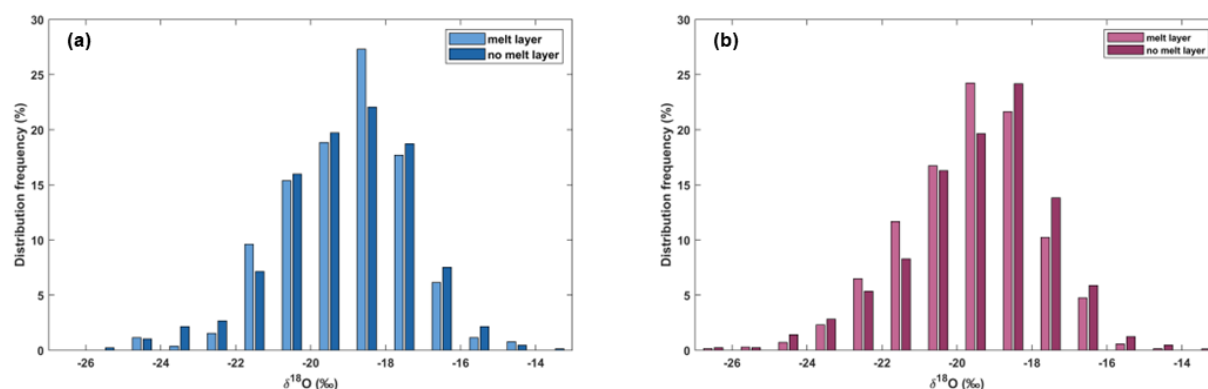 (a)
melt layer
no melt layer
Distribution frequency (%)
30
25
20
15
10
5
0
-26
-24
-22
-20
-18
-16
-14
δ18O (‰)
(b)
melt layer
no melt layer
Distribution frequency (%)
30
25
20
15
10
5
0
-26
-24
-22
-20
-18
-16
-14
δ18O (‰)